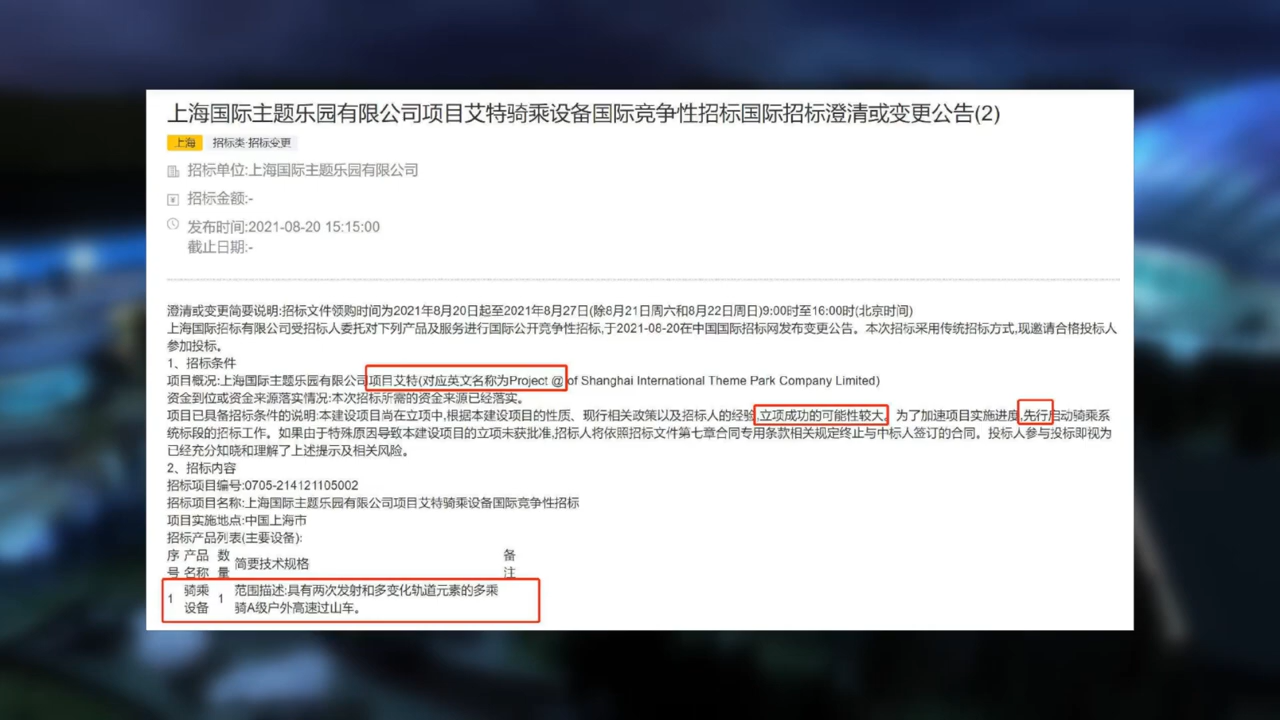 上海国际主题乐园有限公司项目艾特骑乘设备国际竞争性招标国际招标澄清或变更公告(2)
上海 招标类·招标变更
招标单位:上海国际主题乐园有限公司
招标金额:-
发布时间:2021-08-20 15:15:00
截止日期:-
澄清或变更简要说明:招标文件领购时间为2021年8月20日起至2021年8月27日(除8月21日周六和8月22日周日)9:00时至16:00时(北京时间)
上海国际招标有限公司受招标人委托对下列产品及服务进行国际公开竞争性招标,于2021-08-20在中国国际招标网发布变更公告。本次招标采用传统招标方式,现邀请合格投标人
参加投标。
1、招标条件
项目概况:上海国际主题乐园有限公司项目艾特(对应英文名称为Project @ of Shanghai International Theme Park Company Limited)
资金到位或资金来源落实情况:本次招标所需的资金来源已经落实。
项目已具备招标条件的说明:本建设项目尚在立项中,根据本建设项目的性质、现行相关政策以及招标人的经验,立项成功的可能性较大。为了加速项目实施进度,先行启动骑乘系
统标段的招标工作。如果由于特殊原因导致本建设项目的立项未获批准,招标人将依照招标文件第七章合同专用条款相关规定终止与中标人签订的合同。投标人参与投标即视为
已经充分知晓和理解了上述提示及相关风险。
2、招标内容
招标项目编号:0705-214121105002
招标项目名称:上海国际主题乐园有限公司项目艾特骑乘设备国际竞争性招标
项目实施地点:中国上海市
招标产品列表(主要设备):
序 产品 数 简要技术规格 备
号 名称 量 注
1 骑乘 1 范围描述:具有两次发射和多变化轨道元素的多乘
设备 骑A级户外高速过山车。